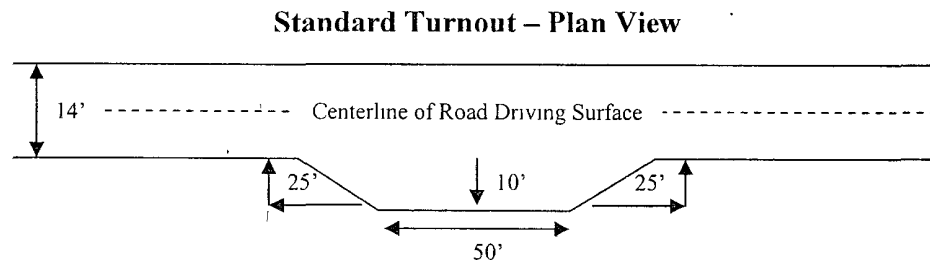 Standard Turnout – Plan View
14' Centerline of Road Driving Surface
25' 10' 25'
50'